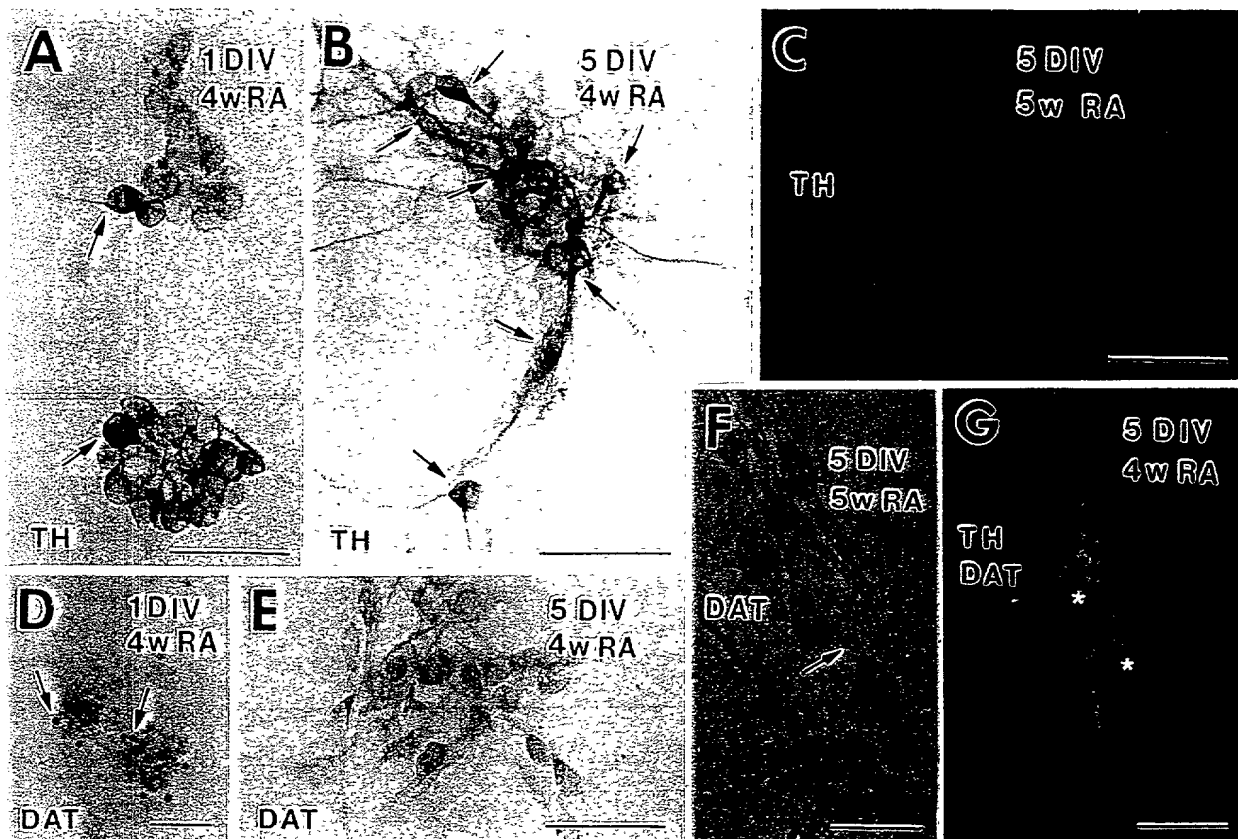 A
1 DIV
4w RA
TH
B
5 DIV
4w RA
TH
C
5 DIV
5w RA
TH
D
1 DIV
4w RA
DAT
E
5 DIV
4w RA
DAT
F
5 DIV
5w RA
DAT
G
5 DIV
4w RA
TH
DAT
*
*